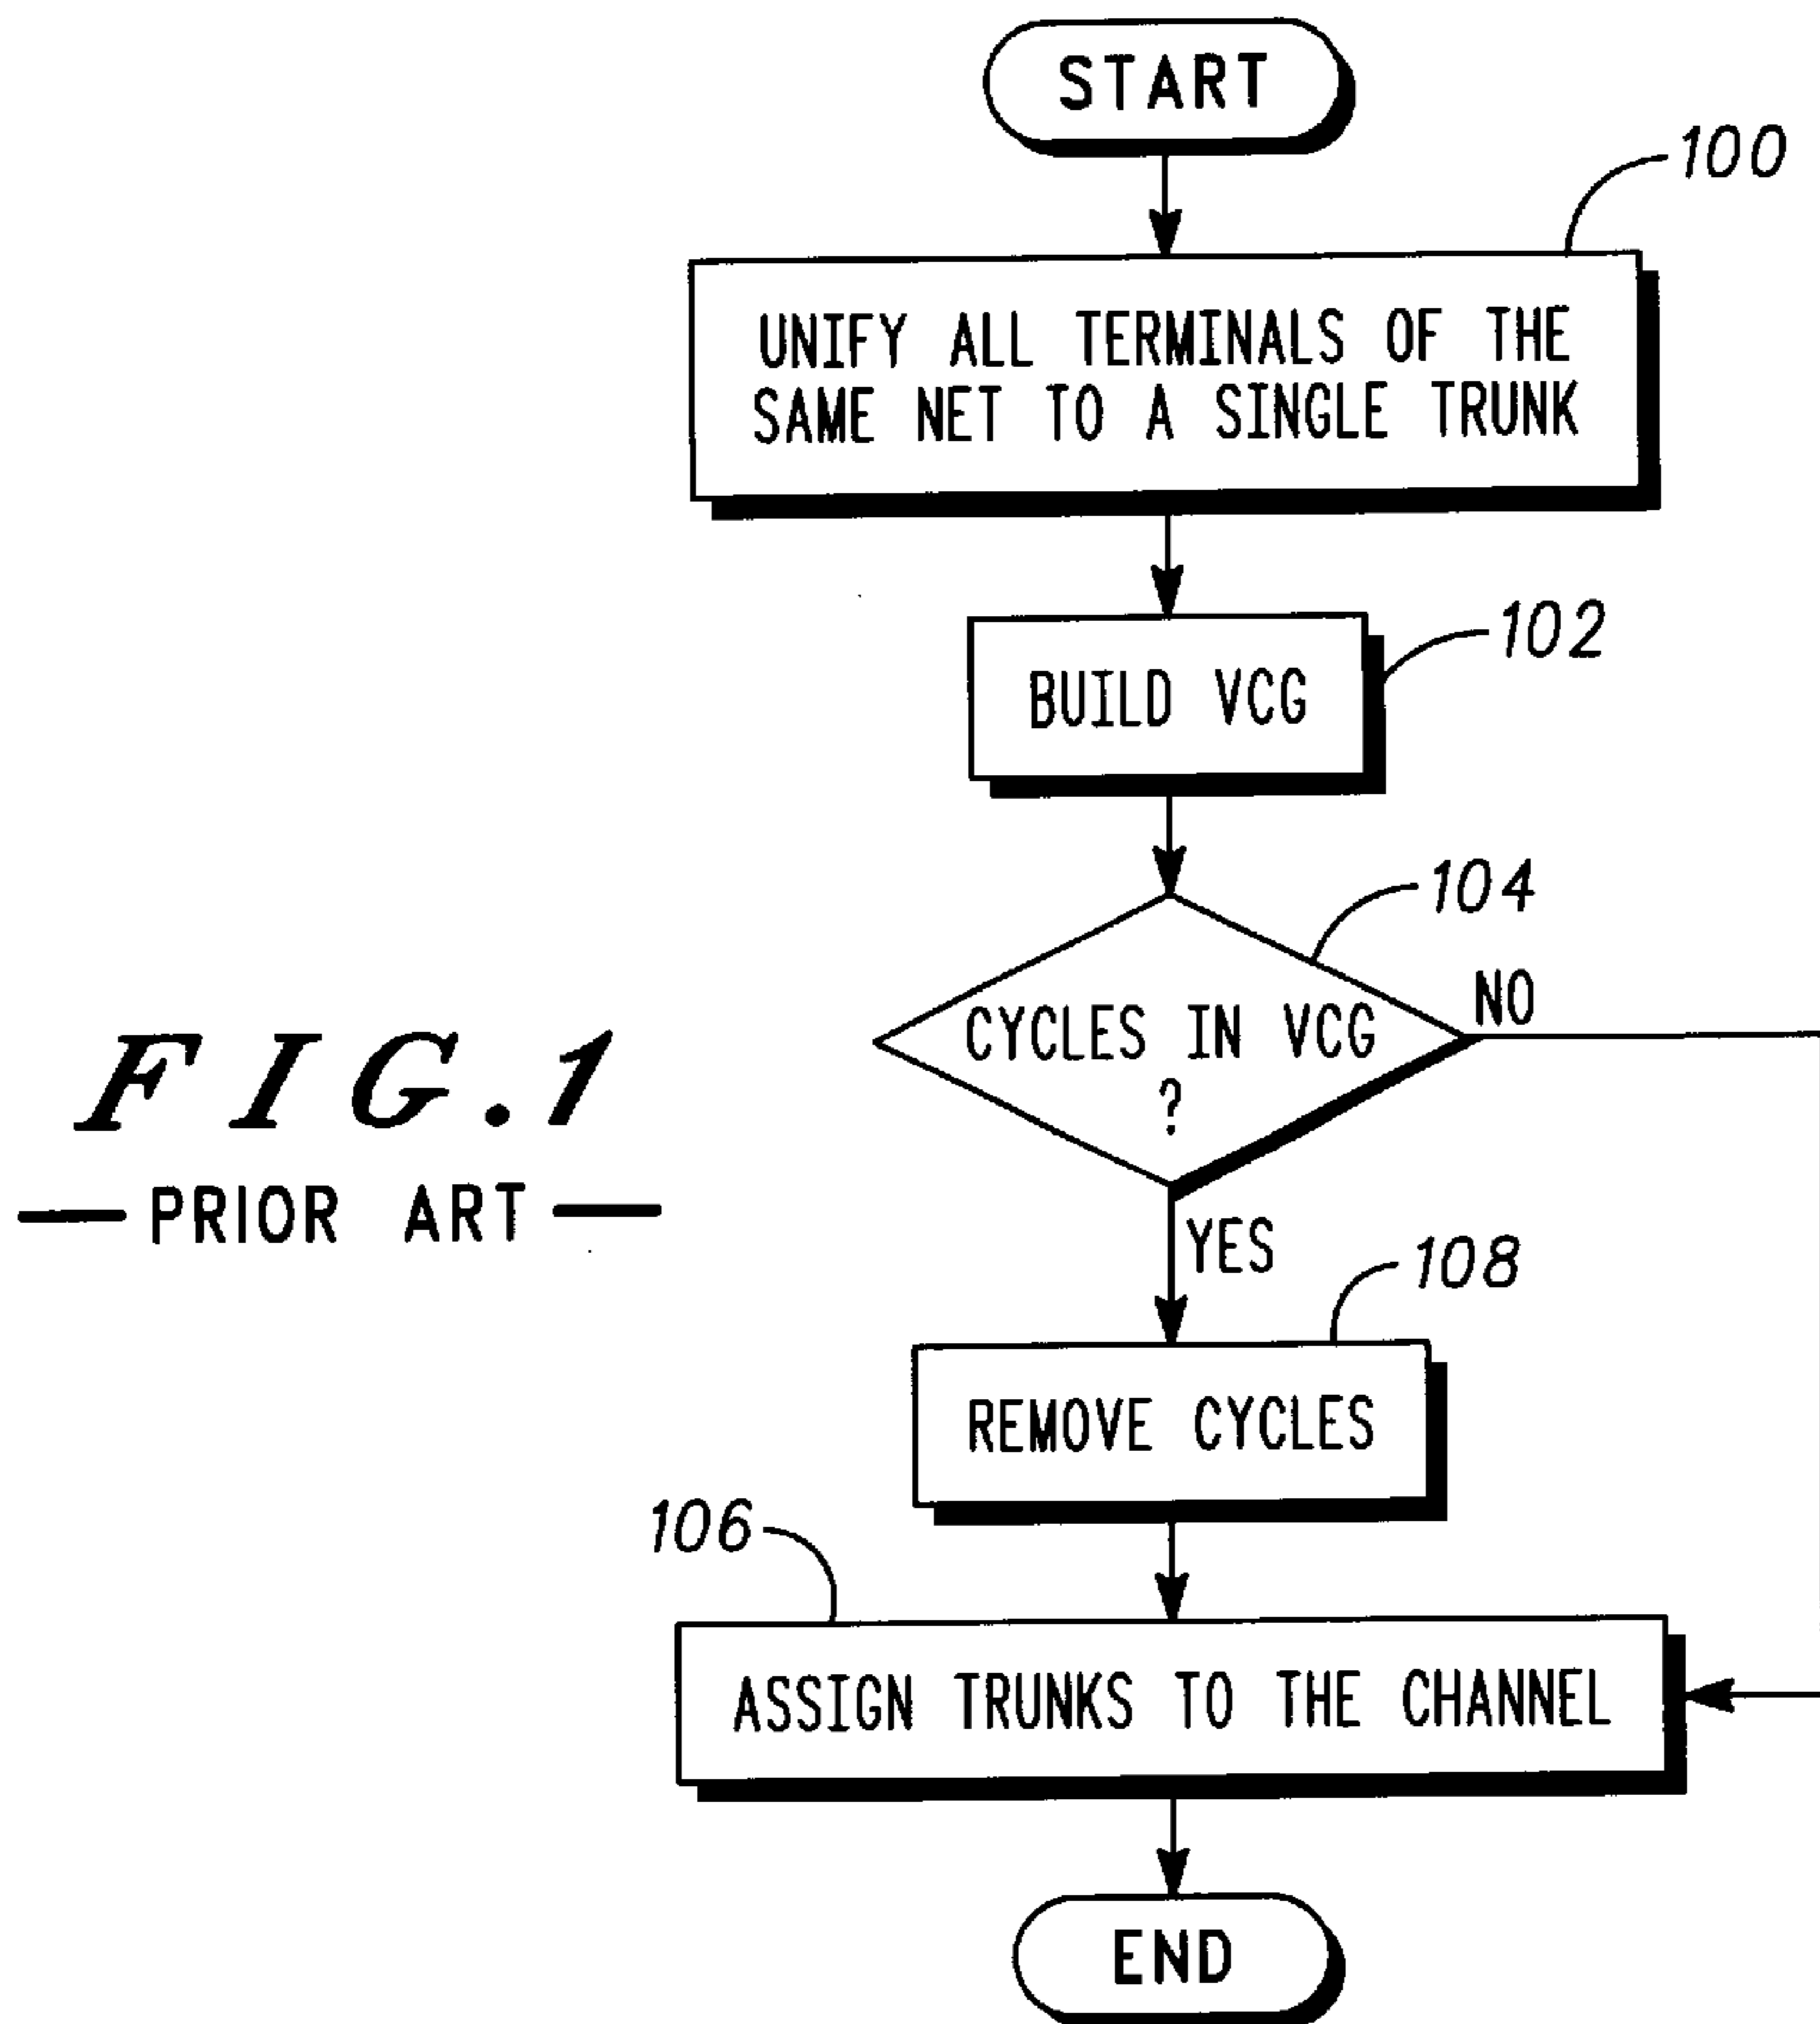 START
100
UNIFY ALL TERMINALS OF THE
SAME NET TO A SINGLE TRUNK
102
BUILD VCG
104
CYCLES IN VCG
?
NO
FIG.1
PRIOR ART
YES
108
REMOVE CYCLES
106
ASSIGN TRUNKS TO THE CHANNEL
END